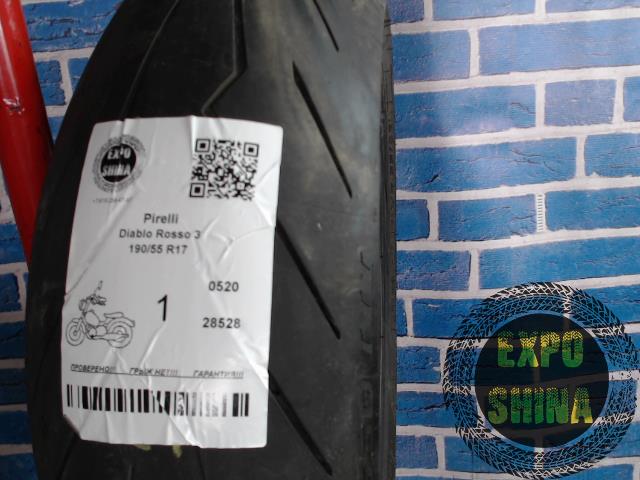 EXPO
SHINA
Pirelli
Diablo Rosso 3
190/55 R17
1
0520
28528
ПРОВЕРЕНО!!! ГРЫЖ НЕТ!!! ГАРАНТИЯ!!!
EXPO
SHINA